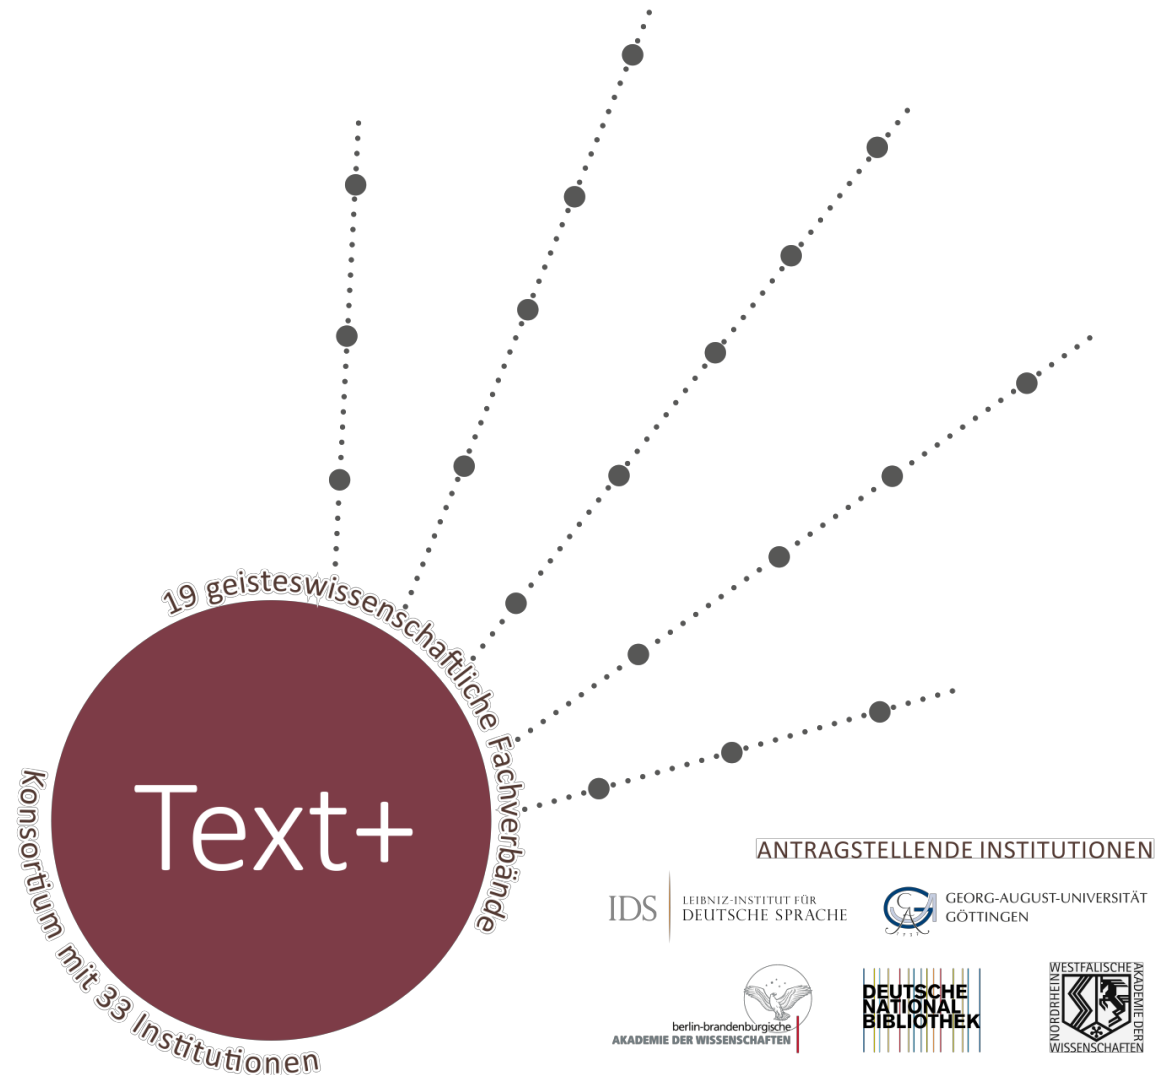 19 geisteswissenschaftliche Fachverbände
Text+
Konsortium mit 33 Institutionen
ANTRAGSTELLENDE INSTITUTIONEN
IDS
LEIBNIZ-INSTITUT FÜR
DEUTSCHE SPRACHE
GEORG-AUGUST-UNIVERSITÄT
GÖTTINGEN
berlin-brandenburgische
AKADEMIE DER WISSENSCHAFTEN
DEUTSCHE
NATIONAL
BIBLIOTHEK
NORDRHEIN
WESTFÄLISCHE
AKADEMIE DER
WISSENSCHAFTEN